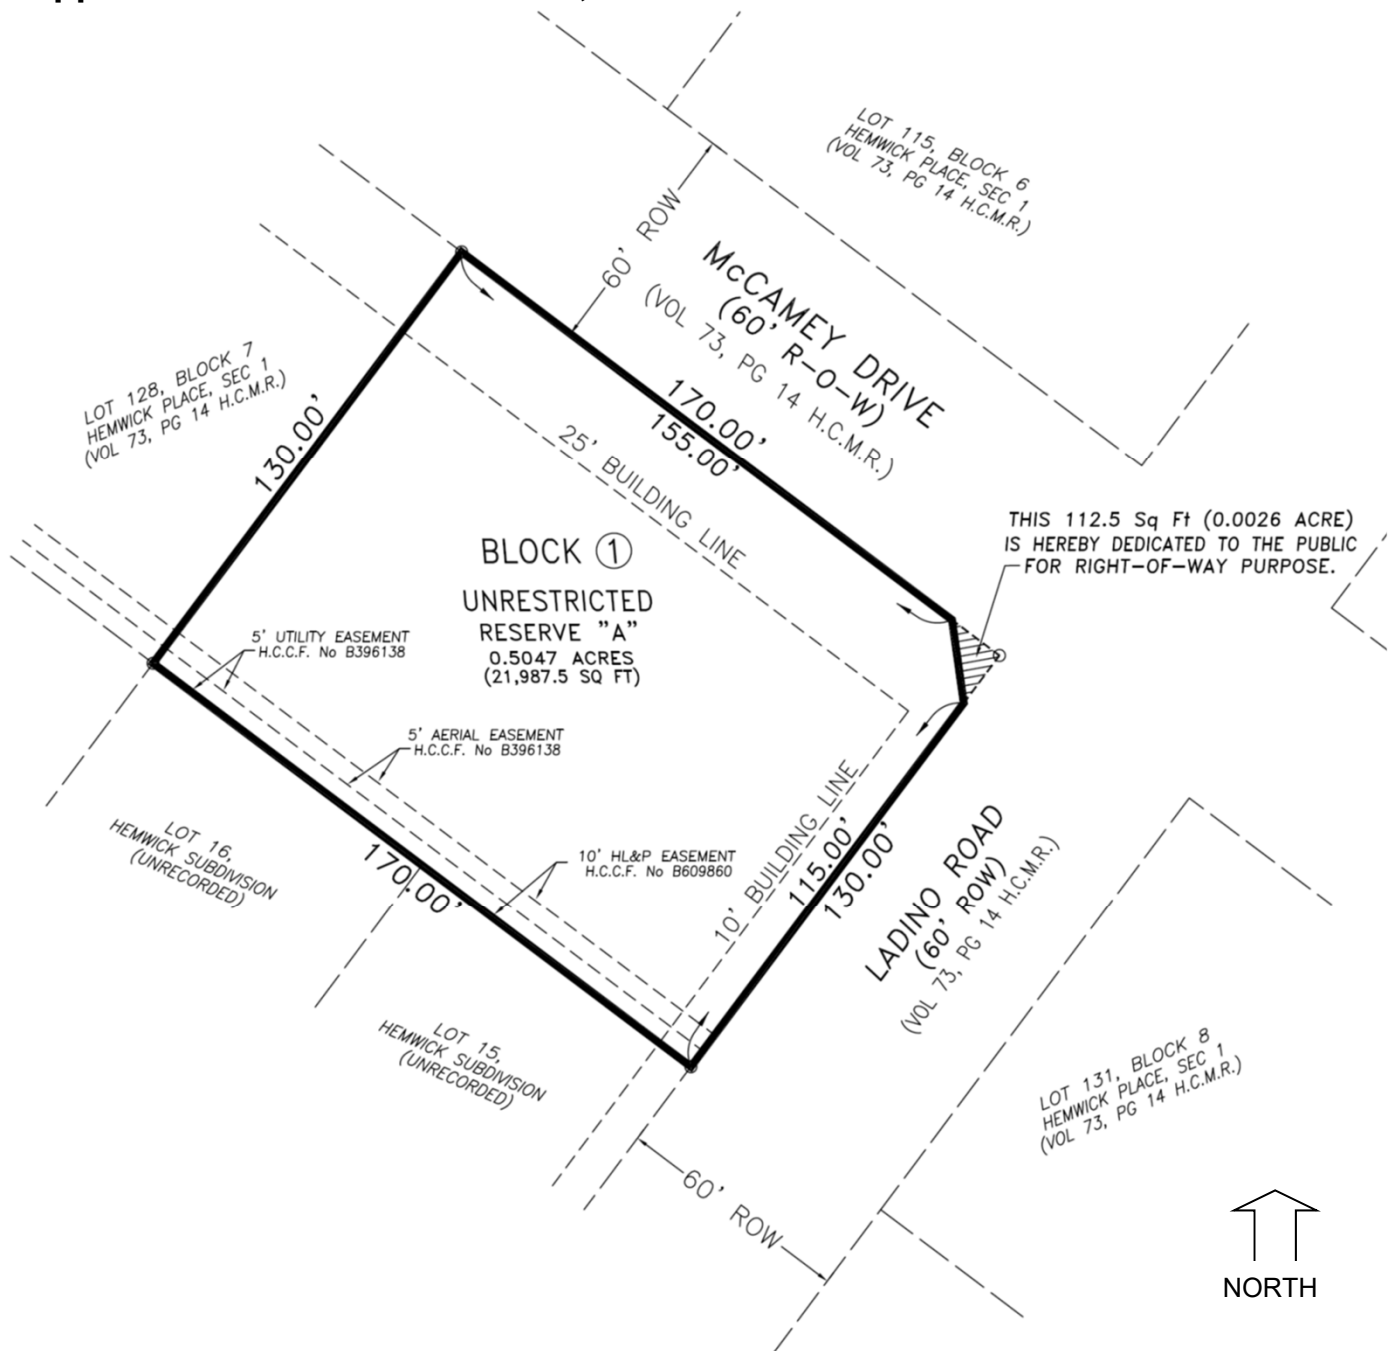 LOT 115, BLOCK 6
HEMWICK PLACE, SEC 1
(VOL 73, PG 14 H.C.M.R.)
60' ROW
McCAMEY DRIVE
(60' R-O-W)
(VOL 73, PG 14 H.C.M.R.)
LOT 128, BLOCK 7
HEMWICK PLACE, SEC 1
(VOL 73, PG 14 H.C.M.R.)
130.00'
170.00'
155.00'
25' BUILDING LINE
THIS 112.5 Sq Ft (0.0026 ACRE)
IS HEREBY DEDICATED TO THE PUBLIC
FOR RIGHT-OF-WAY PURPOSE.
BLOCK 1
UNRESTRICTED
RESERVE "A"
0.5047 ACRES
(21,987.5 SQ FT)
5' UTILITY EASEMENT
H.C.C.F. No B396138
5' AERIAL EASEMENT
H.C.C.F. No B396138
10' HL&P EASEMENT
H.C.C.F. No B609860
10' BUILDING LINE
115.00'
130.00'
LADINO ROAD
(60' ROW)
(VOL 73, PG 14 H.C.M.R.)
LOT 16,
HEMWICK SUBDIVISION
(UNRECORDED)
170.00'
LOT 15,
HEMWICK SUBDIVISION
(UNRECORDED)
LOT 131, BLOCK 8
HEMWICK PLACE, SEC 1
(VOL 73, PG 14 H.C.M.R.)
60' ROW
NORTH